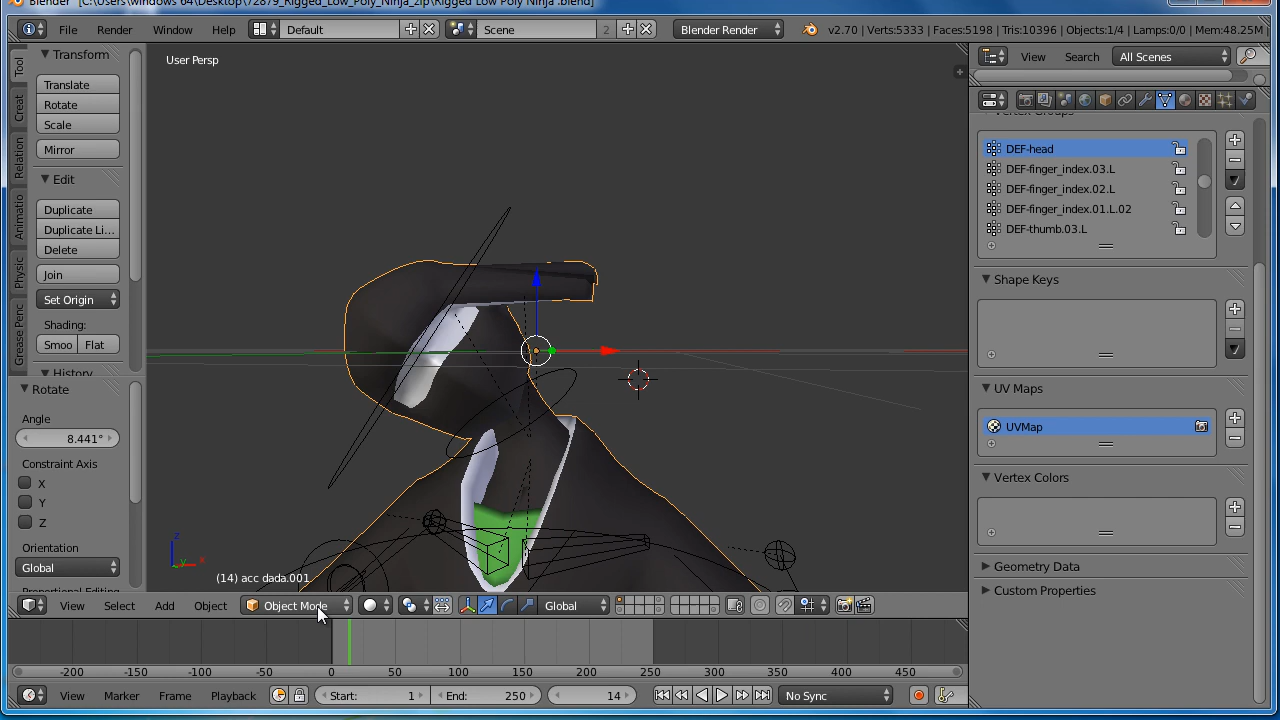 Blender [C:\Users\windows 64\Desktop\72879_Rigged_Low_Poly_Ninja_zip\Rigged Low Poly Ninja .blend]
File Render Window Help Default Scene 2 Blender Render v2.70 | Verts:5333 | Faces:5198 | Tris:10396 | Objects:1/4 | Lamps:0/0 | Mem:48.25M
Tool
Creat
Relation
Animatio
Physic
Grease Penc
Transform
Translate
Rotate
Scale
Mirror
Edit
Duplicate
Duplicate Li...
Delete
Join
Set Origin
Shading:
Smoo Flat
History
Rotate
Angle
8.441°
Constraint Axis
X
Y
Z
Orientation
Global
User Persp
z
y x
(14) acc dada.001
View Select Add Object Object Mode Global
-200 -150 -100 -50 0 50 100 150 200 250 300 350 400 450
View Marker Frame Playback Start: 1 End: 250 14 No Sync
View Search All Scenes
Vertex Groups
DEF-head
DEF-finger_index.03.L
DEF-finger_index.02.L
DEF-finger_index.01.L.02
DEF-thumb.03.L
Shape Keys
UV Maps
UVMap
Vertex Colors
Geometry Data
Custom Properties